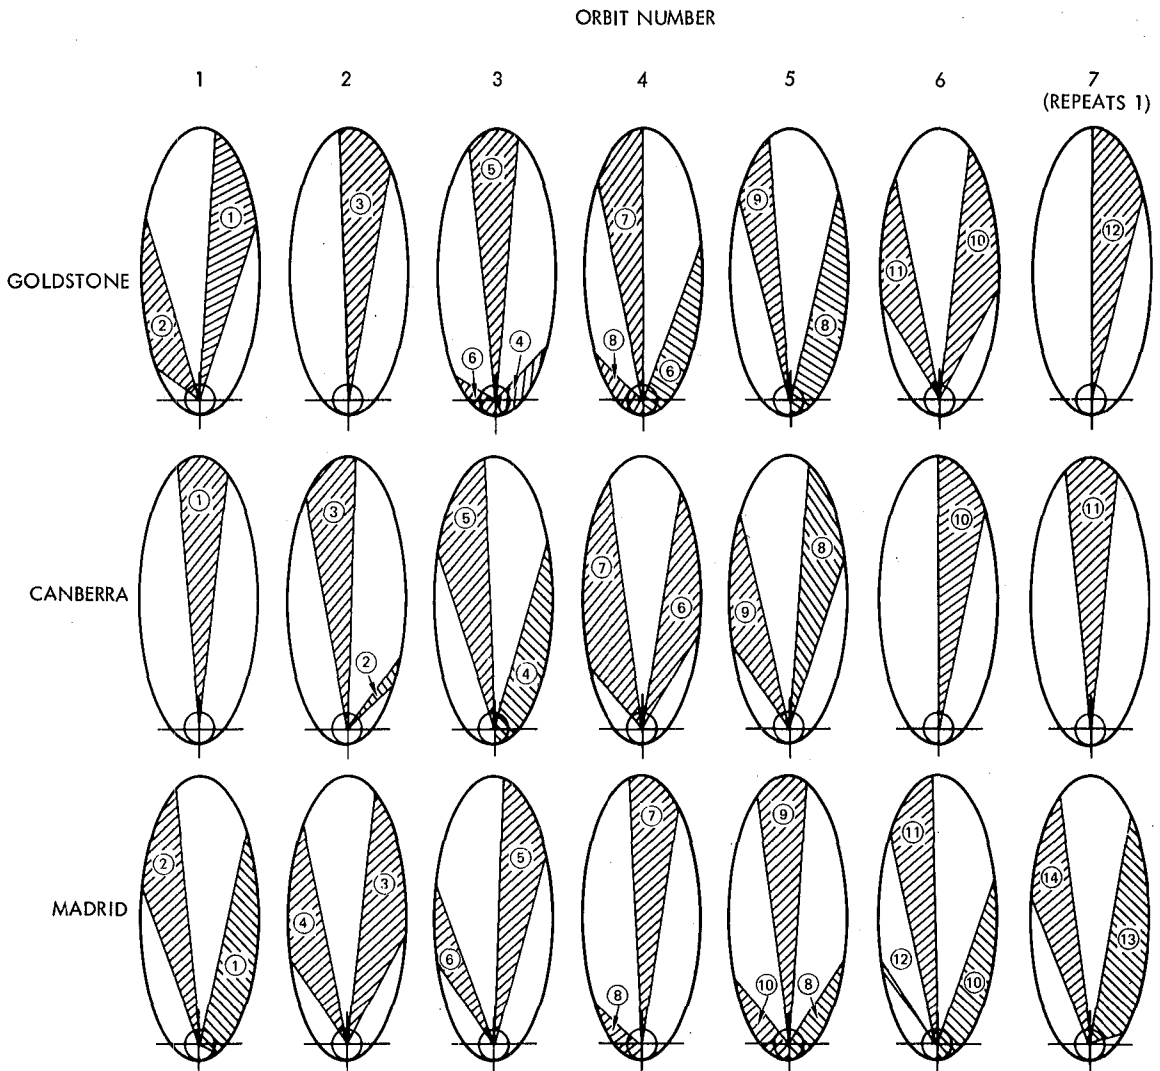 ORBIT NUMBER
1 2 3 4 5 6 7
(REPEATS 1)
GOLDSTONE
1 2 3 5 6 4 7 8 6 9 8 11 10 12
CANBERRA
1 3 2 5 4 7 6 9 8 10 11
MADRID
2 1 4 3 6 5 7 8 9 10 8 11 12 10 14 13